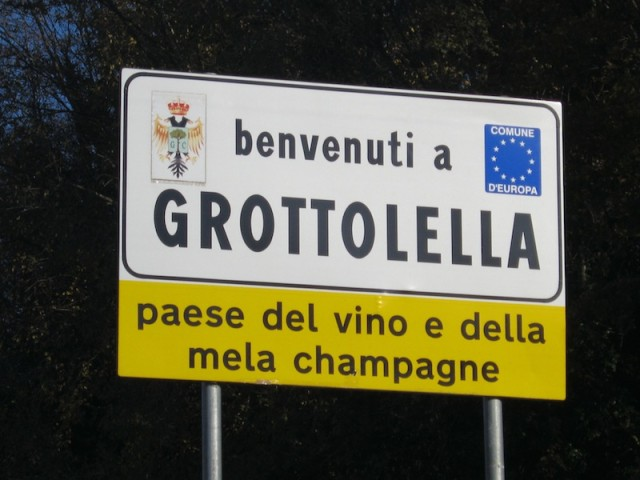 benvenuti a
GROTTOLELLA
COMUNE
D'EUROPA
G C
paese del vino e della
mela champagne